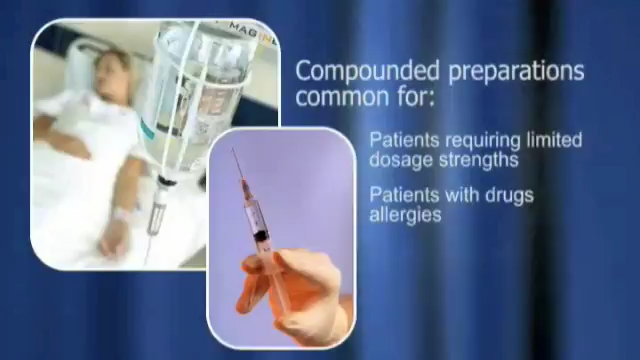 Compounded preparations
common for:
Patients requiring limited
dosage strengths
Patients with drugs
allergies